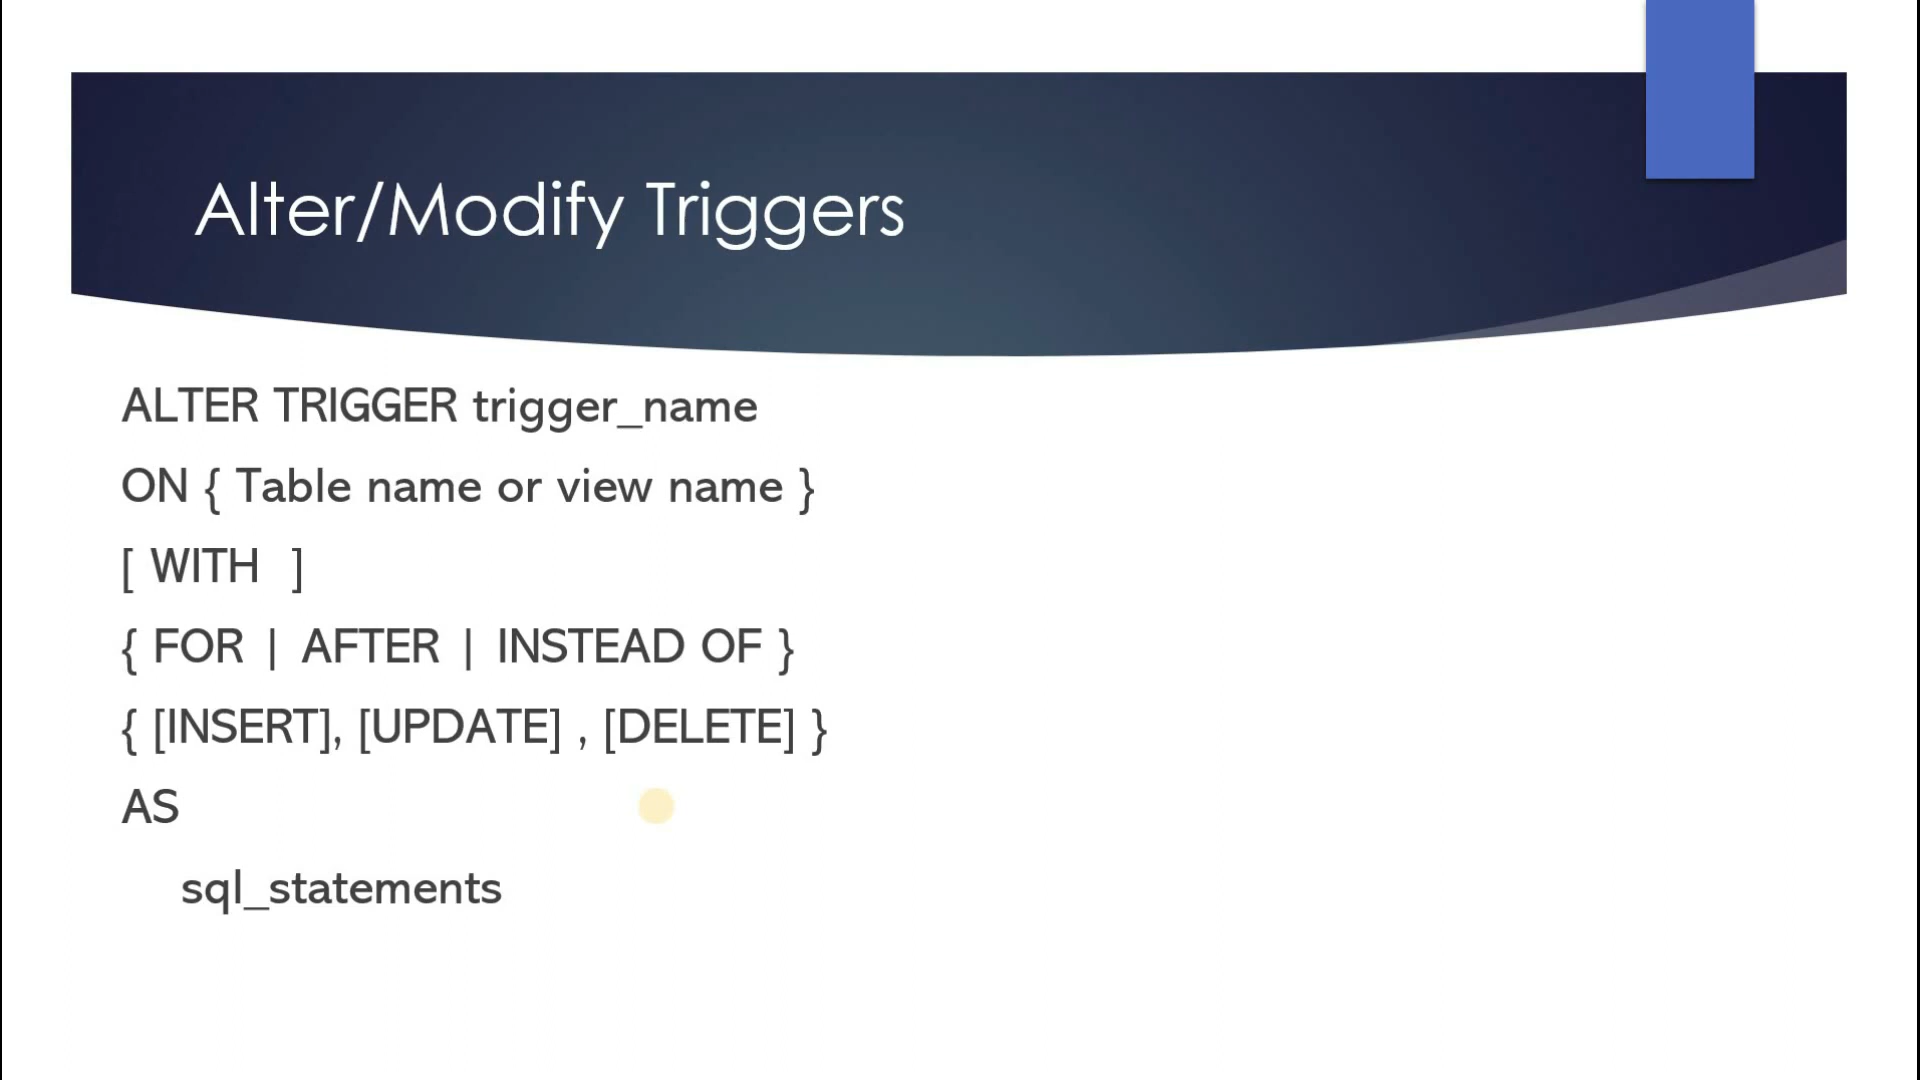 Alter/Modify Triggers
ALTER TRIGGER trigger_name
ON { Table name or view name }
[ WITH  ]
{ FOR | AFTER | INSTEAD OF }
{ [INSERT], [UPDATE] , [DELETE] }
AS
sql_statements